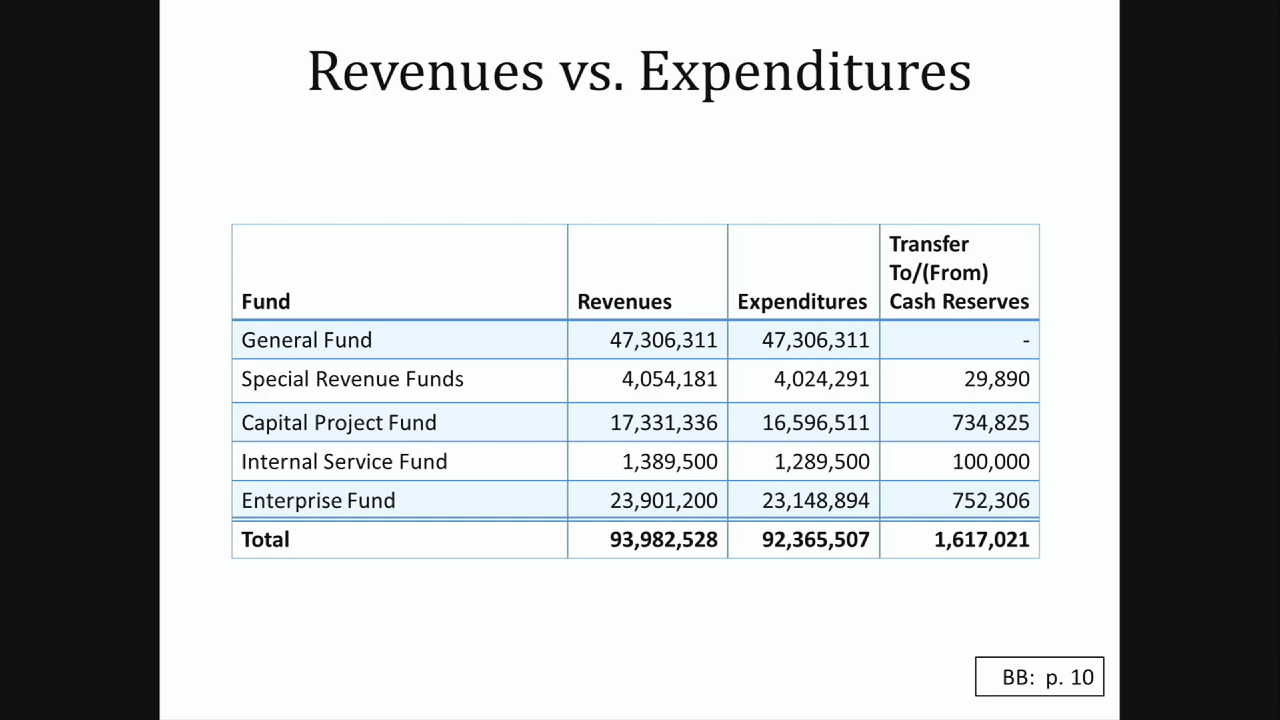 Revenues vs. Expenditures
Transfer
To/(From)
Fund Revenues Expenditures Cash Reserves
General Fund 47,306,311 47,306,311 -
Special Revenue Funds 4,054,181 4,024,291 29,890
Capital Project Fund 17,331,336 16,596,511 734,825
Internal Service Fund 1,389,500 1,289,500 100,000
Enterprise Fund 23,901,200 23,148,894 752,306
Total 93,982,528 92,365,507 1,617,021
BB: p. 10